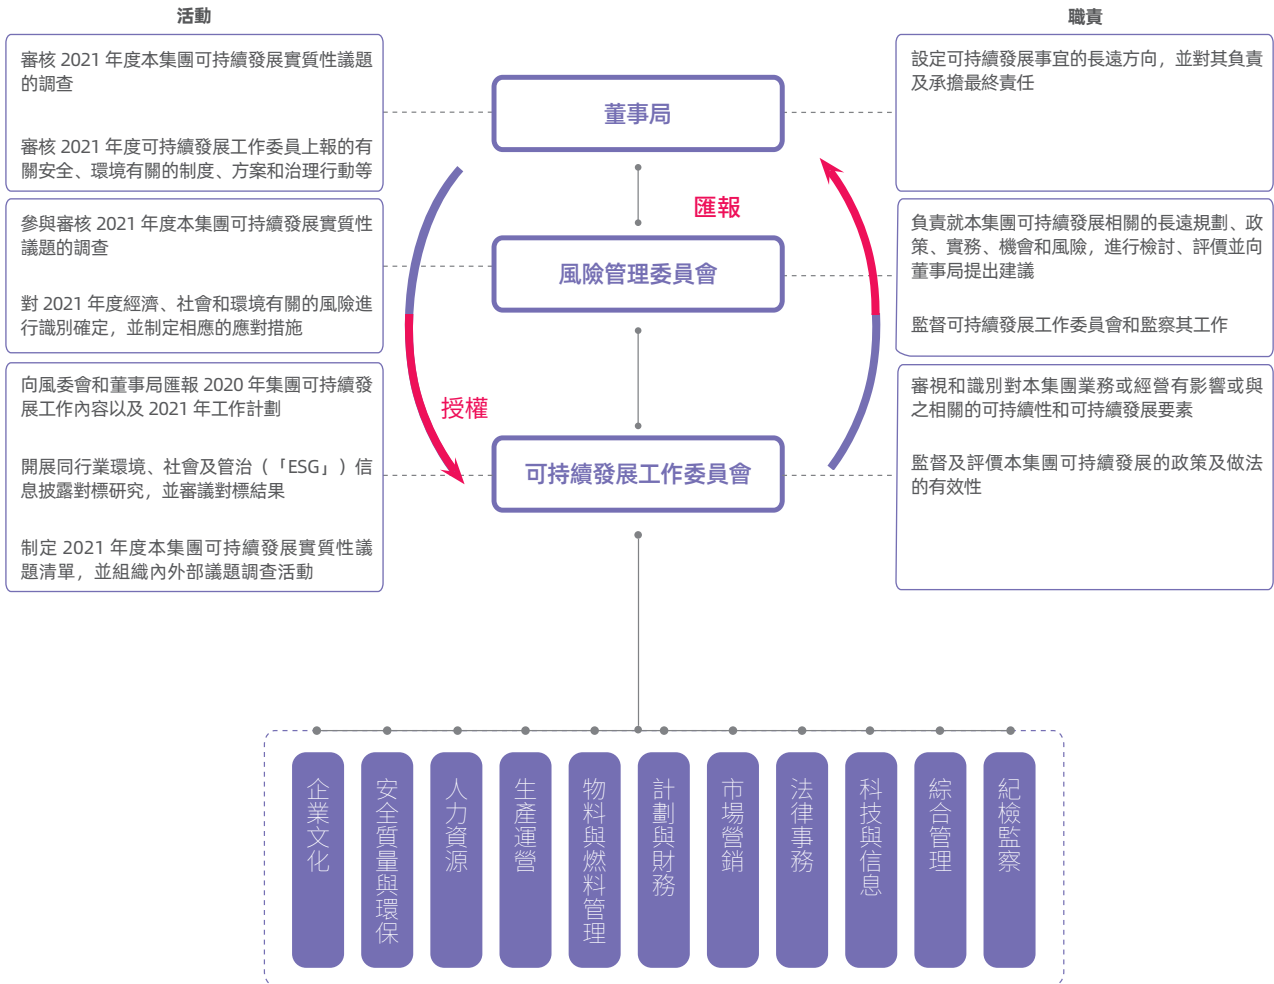 活動
審核 2021 年度本集團可持續發展實質性議題
的調查
審核 2021 年度可持續發展工作委員上報的有
關安全、環境有關的制度、方案和治理行動等
參與審核 2021 年度本集團可持續發展實質性
議題的調查
對 2021 年度經濟、社會和環境有關的風險進
行識別確定，並制定相應的應對措施
向風委會和董事局匯報 2020 年集團可持續發
展工作內容以及 2021 年工作計劃
開展同行業環境、社會及管治（「ESG」）信
息披露對標研究，並審議對標結果
制定 2021 年度本集團可持續發展實質性議
題清單，並組織內外部議題調查活動
董事局
匯報
風險管理委員會
授權
可持續發展工作委員會
職責
設定可持續發展事宜的長遠方向，並對其負責
及承擔最終責任
負責就本集團可持續發展相關的長遠規劃、政
策、實務、機會和風險，進行檢討、評價並向
董事局提出建議
監督可持續發展工作委員會和監察其工作
審視和識別對本集團業務或經營有影響或與
之相關的可持續性和可持續發展要素
監督及評價本集團可持續發展的政策及做法
的有效性
企業文化
安全質量與環保
人力資源
生產運營
物料與燃料管理
計劃與財務
市場營銷
法律事務
科技與信息
綜合管理
紀檢監察